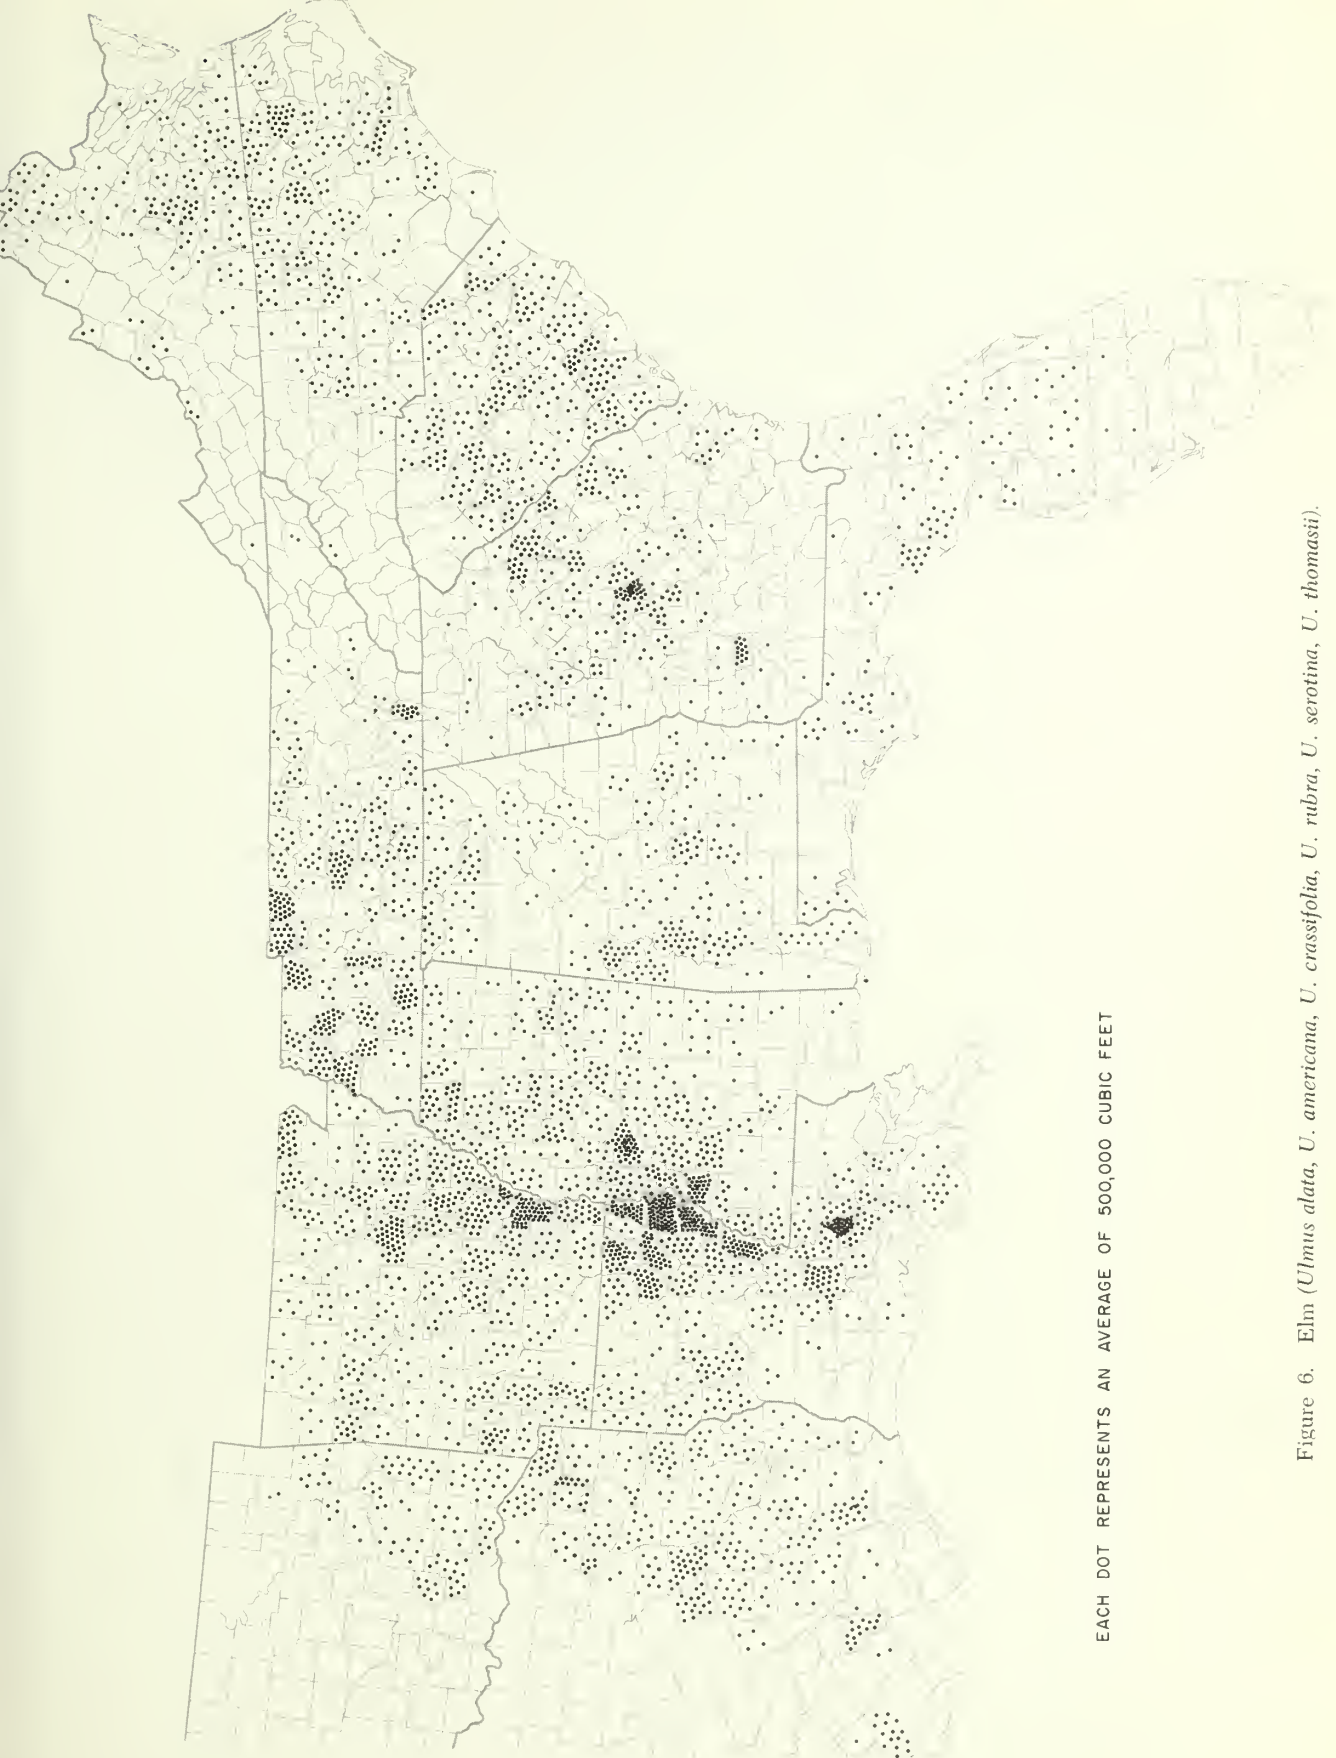 EACH DOT REPRESENTS AN AVERAGE OF 500,000 CUBIC FEET
Figure 6. Elm (Ulmus alata, U. americana, U. crassifolia, U. rubra, U. serotina, U. thomasii).